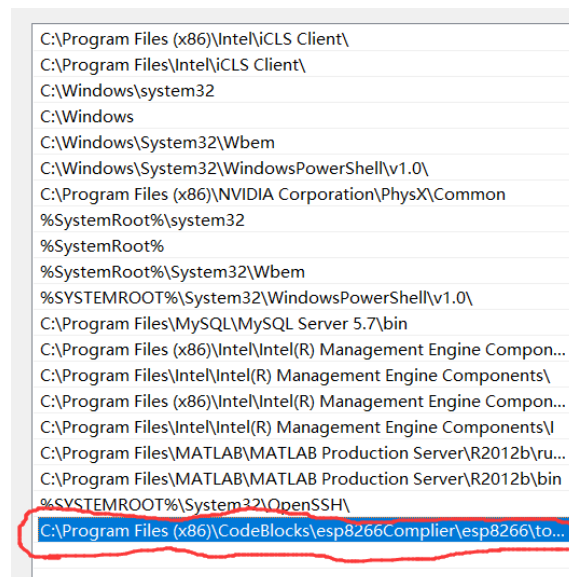 C:\Program Files (x86)\Intel\iCLS Client\
C:\Program Files\Intel\iCLS Client\
C:\Windows\system32
C:\Windows
C:\Windows\System32\Wbem
C:\Windows\System32\WindowsPowerShell\v1.0\
C:\Program Files (x86)\NVIDIA Corporation\PhysX\Common
%SystemRoot%\system32
%SystemRoot%
%SystemRoot%\System32\Wbem
%SYSTEMROOT%\System32\WindowsPowerShell\v1.0\
C:\Program Files\MySQL\MySQL Server 5.7\bin
C:\Program Files (x86)\Intel\Intel(R) Management Engine Compon...
C:\Program Files\Intel\Intel(R) Management Engine Components\
C:\Program Files (x86)\Intel\Intel(R) Management Engine Compon...
C:\Program Files\Intel\Intel(R) Management Engine Components\I
C:\Program Files\MATLAB\MATLAB Production Server\R2012b\ru...
C:\Program Files\MATLAB\MATLAB Production Server\R2012b\bin
%SYSTEMROOT%\System32\OpenSSH\
C:\Program Files (x86)\CodeBlocks\esp8266Complier\esp8266\to...